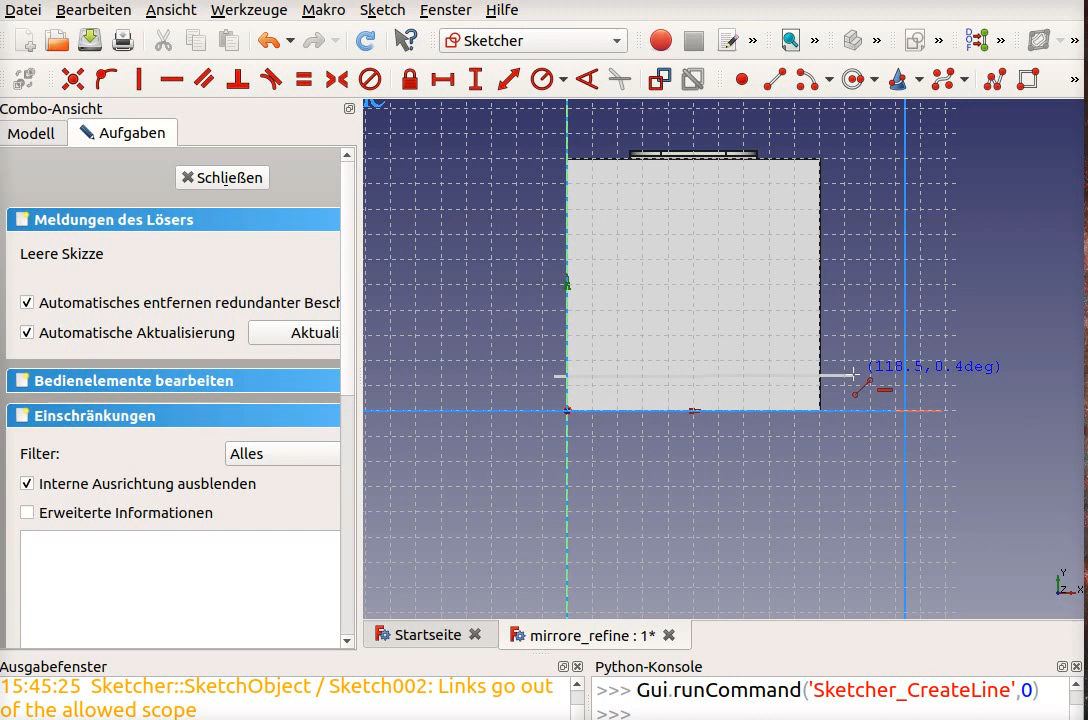 Datei Bearbeiten Ansicht Werkzeuge Makro Sketch Fenster Hilfe
Sketcher » » » » » »
»
Combo-Ansicht
Modell Aufgaben
Schließen
Meldungen des Lösers
Leere Skizze
Automatisches entfernen redundanter Besch
Automatische Aktualisierung Aktuali
Bedienelemente bearbeiten
Einschränkungen
Filter: Alles
Interne Ausrichtung ausblenden
Erweiterte Informationen
(118.5,0.4deg)
Y
Z X
Startseite mirrore_refine : 1*
Ausgabefenster
15:45:25 Sketcher::SketchObject / Sketch002: Links go out
of the allowed scope
Python-Konsole
>>> Gui.runCommand('Sketcher_CreateLine',0)
>>>